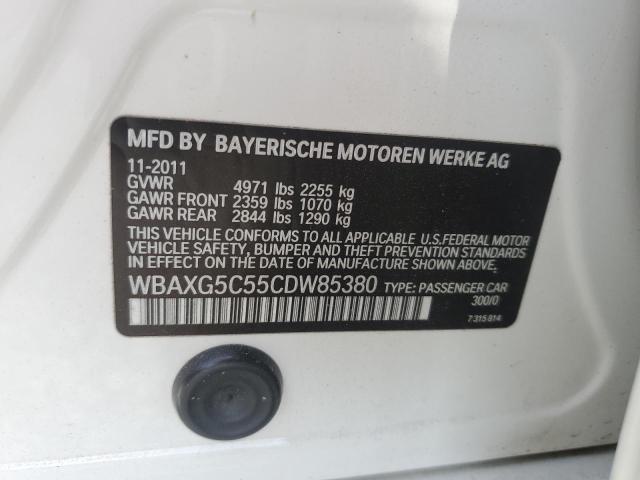 MFD BY BAYERISCHE MOTOREN WERKE AG
11-2011
GVWR 4971 lbs 2255 kg
GAWR FRONT 2359 lbs 1070 kg
GAWR REAR 2844 lbs 1290 kg
THIS VEHICLE CONFORMS TO ALL APPLICABLE U.S.FEDERAL MOTOR
VEHICLE SAFETY, BUMPER AND THEFT PREVENTION STANDARDS
IN EFFECT ON THE DATE OF MANUFACTURE SHOWN ABOVE.
WBAXG5C55CDW85380 TYPE: PASSENGER CAR
300/0
7 315 814